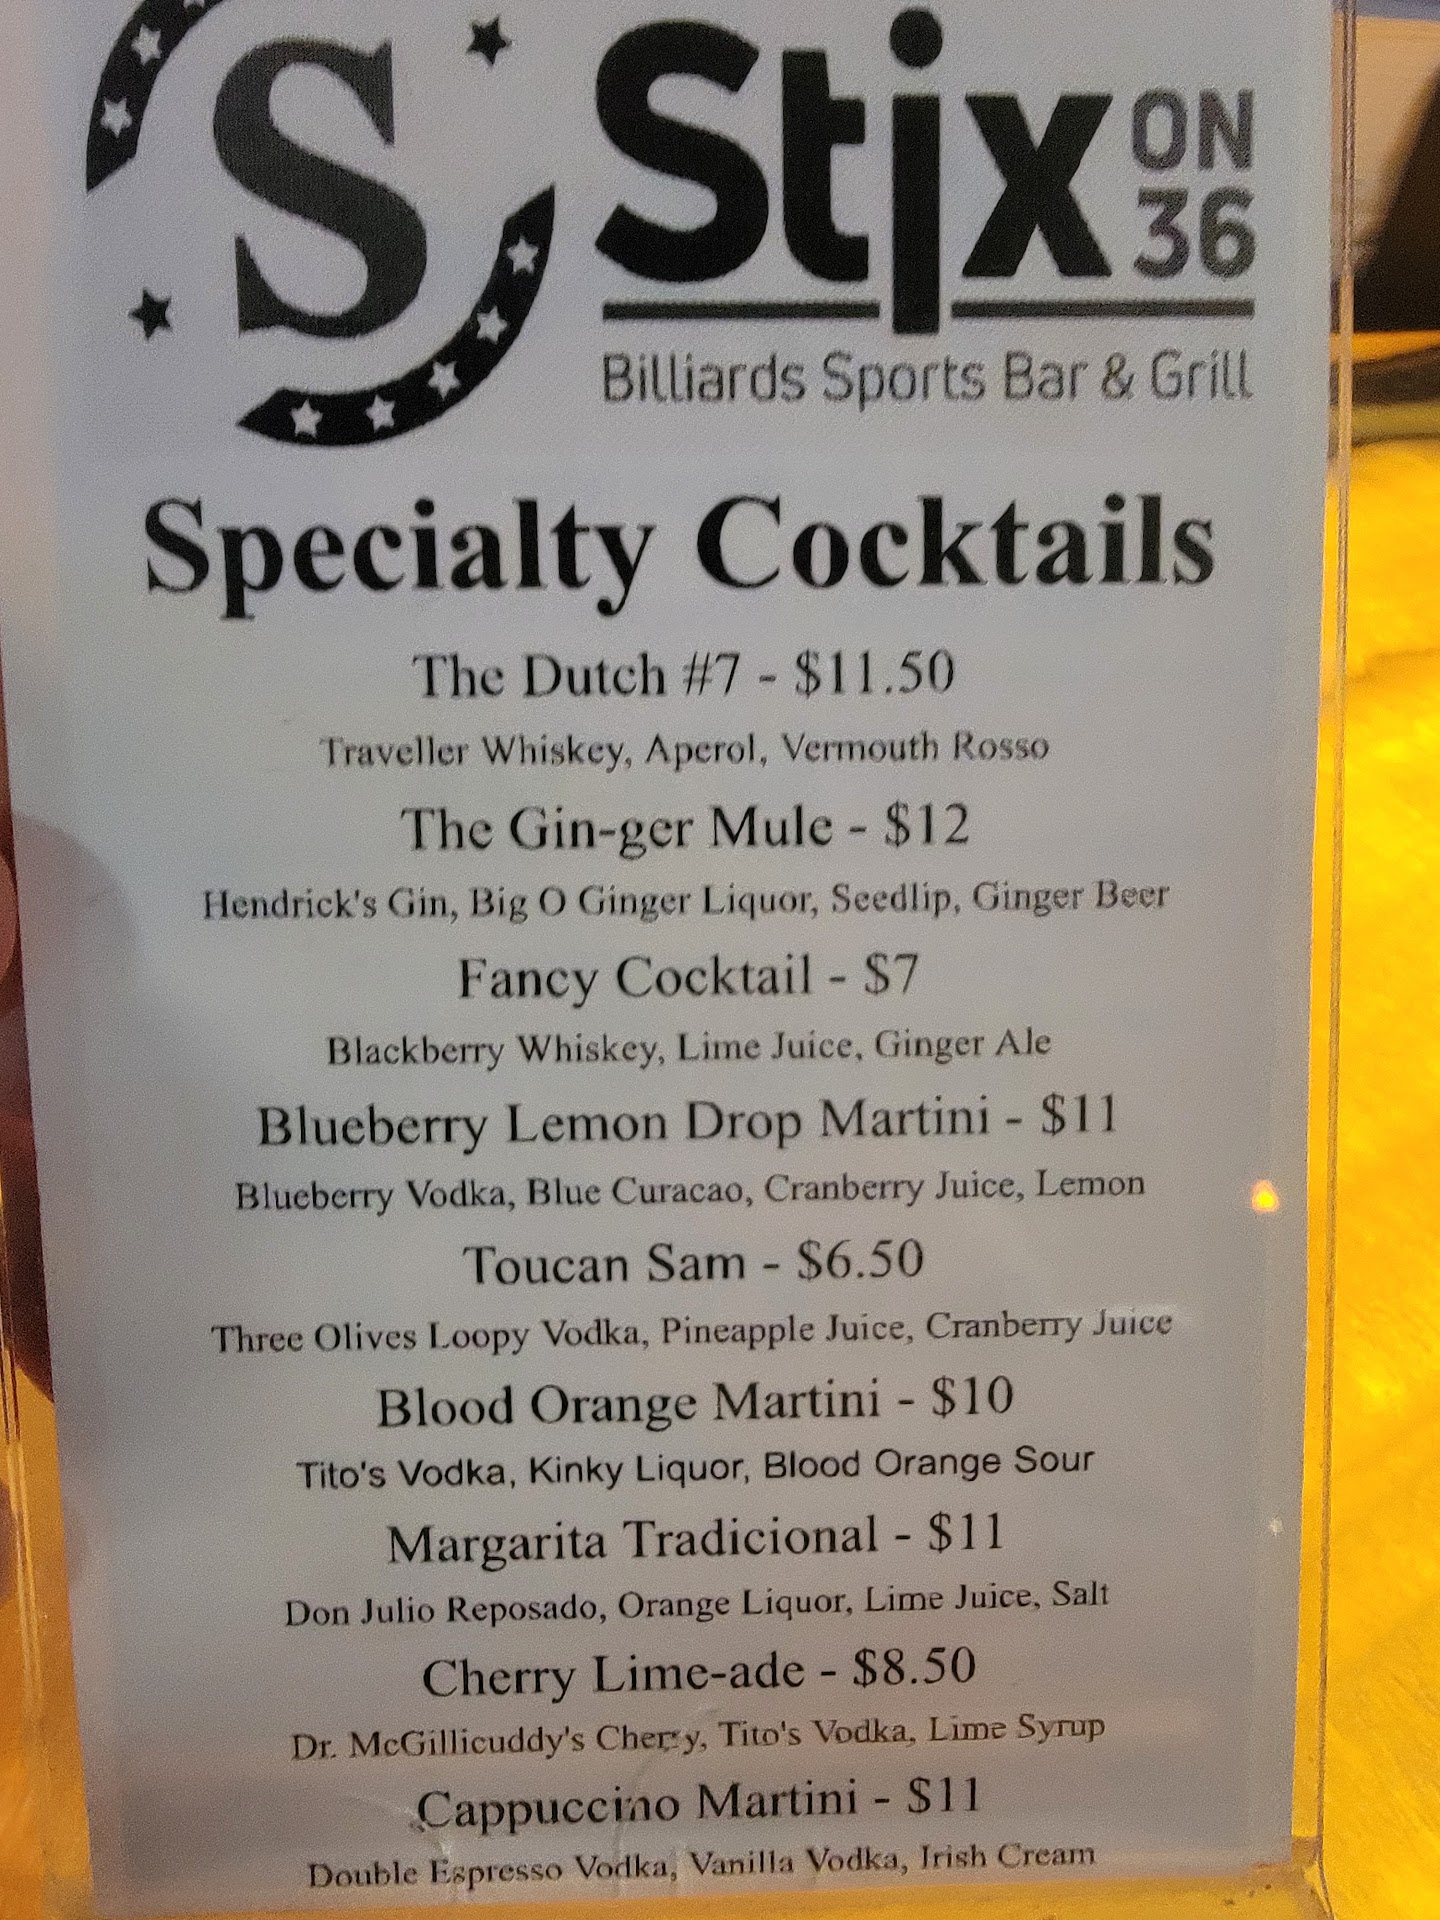 S
Stix ON 36
Billiards Sports Bar & Grill
Specialty Cocktails
The Dutch #7 - $11.50
Traveller Whiskey, Aperol, Vermouth Rosso
The Gin-ger Mule - $12
Hendrick's Gin, Big O Ginger Liquor, Seedlip, Ginger Beer
Fancy Cocktail - $7
Blackberry Whiskey, Lime Juice, Ginger Ale
Blueberry Lemon Drop Martini - $11
Blueberry Vodka, Blue Curacao, Cranberry Juice, Lemon
Toucan Sam - $6.50
Three Olives Loopy Vodka, Pineapple Juice, Cranberry Juice
Blood Orange Martini - $10
Tito's Vodka, Kinky Liquor, Blood Orange Sour
Margarita Tradicional - $11
Don Julio Reposado, Orange Liquor, Lime Juice, Salt
Cherry Lime-ade - $8.50
Dr. McGillicuddy's Cherry, Tito's Vodka, Lime Syrup
Cappuccino Martini - $11
Double Espresso Vodka, Vanilla Vodka, Irish Cream